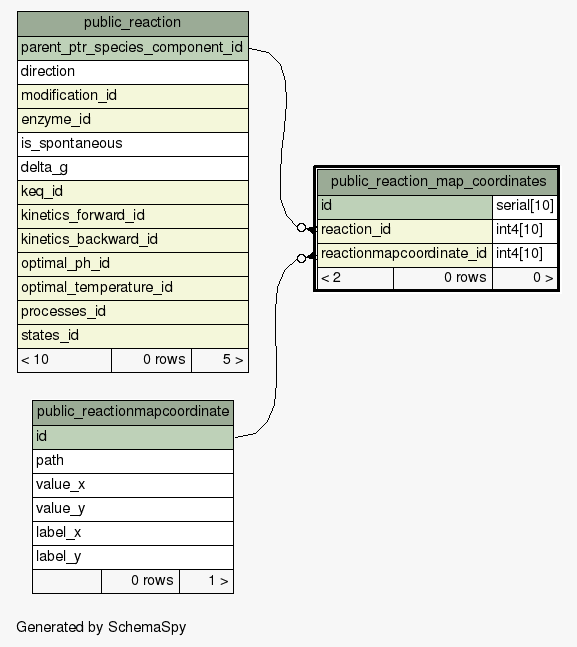 public_reaction
parent_ptr_species_component_id
direction
modification_id
enzyme_id
is_spontaneous
delta_g
keq_id
kinetics_forward_id
kinetics_backward_id
optimal_ph_id
optimal_temperature_id
processes_id
states_id
< 10 0 rows 5 >
public_reaction_map_coordinates
id serial[10]
reaction_id int4[10]
reactionmapcoordinate_id int4[10]
< 2 0 rows 0 >
public_reactionmapcoordinate
id
path
value_x
value_y
label_x
label_y
0 rows 1 >
Generated by SchemaSpy